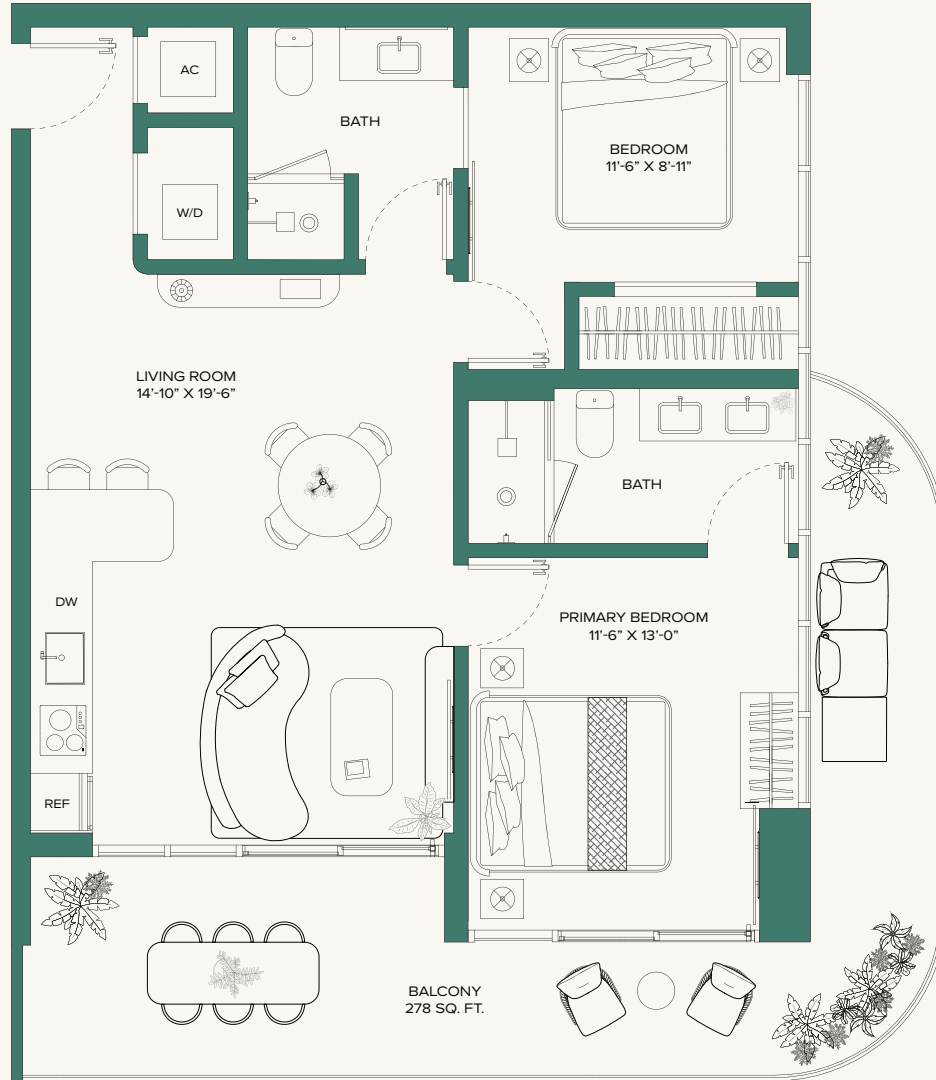 AC
BATH
BEDROOM
11'-6" X 8'-11"
W/D
LIVING ROOM
14'-10" X 19'-6"
BATH
DW
PRIMARY BEDROOM
11'-6" X 13'-0"
REF
BALCONY
278 SQ. FT.